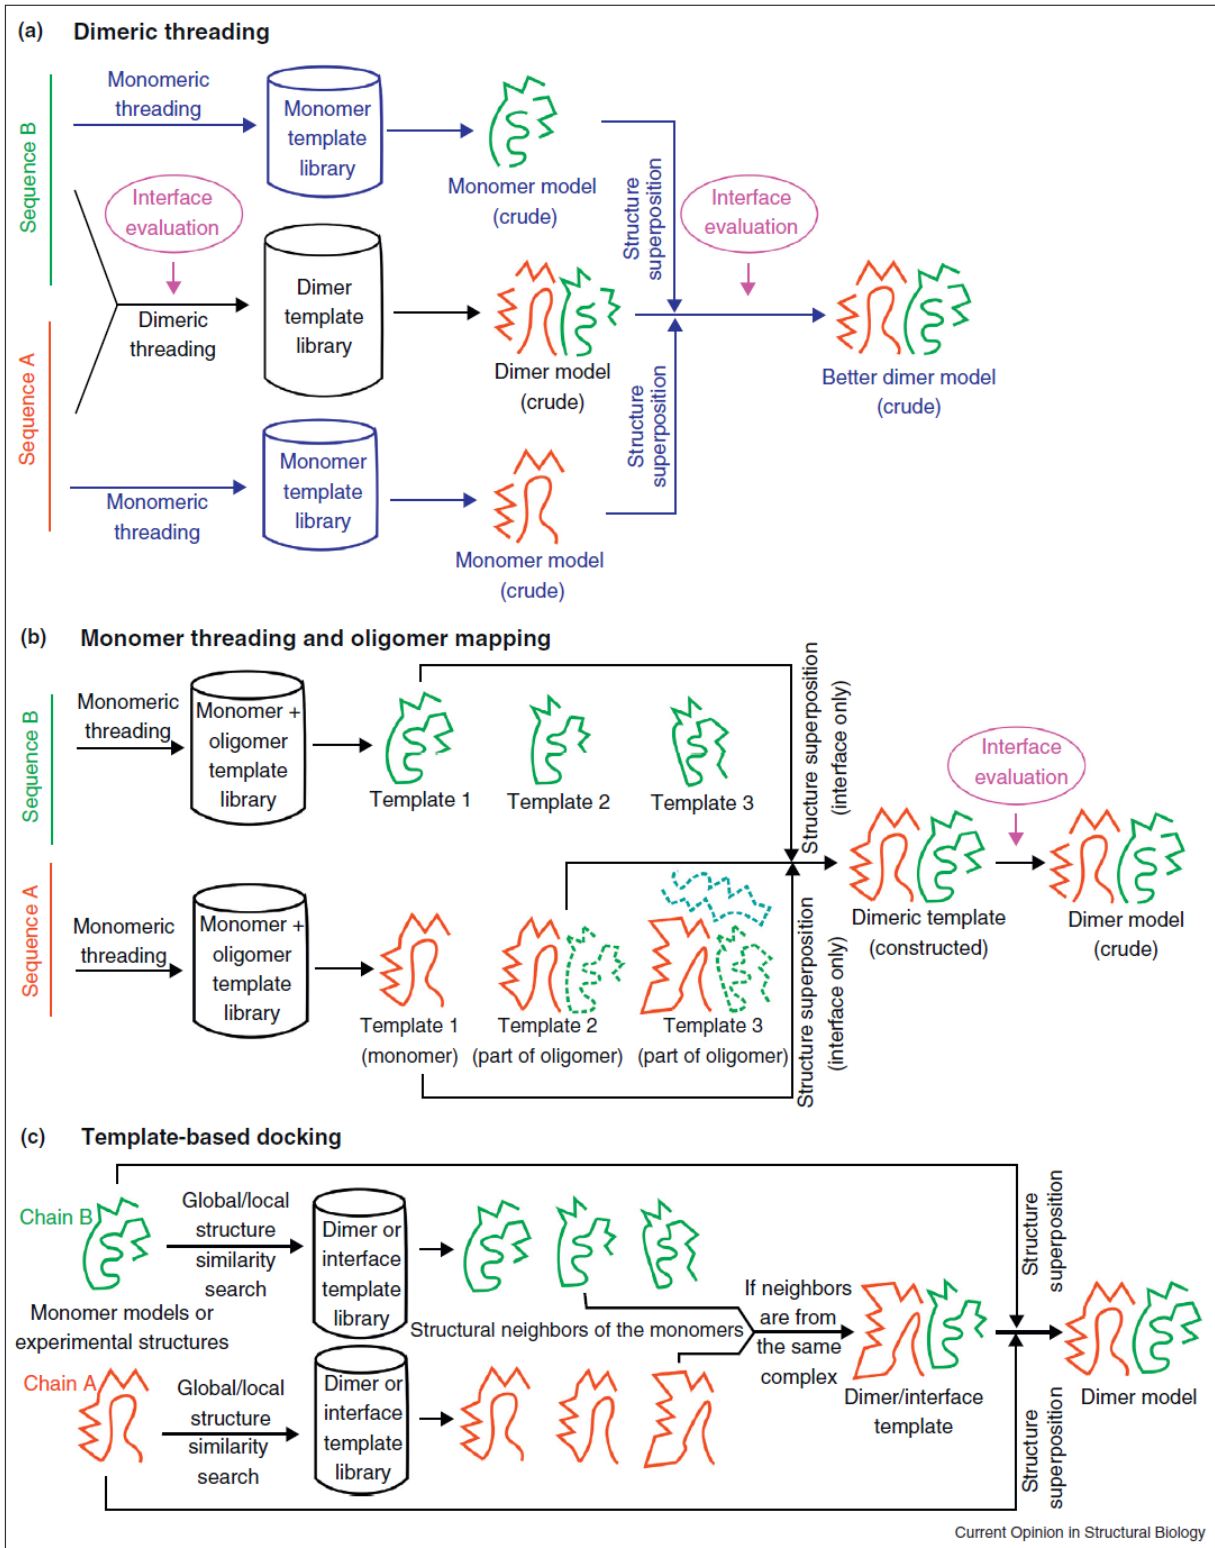 (a) Dimeric threading
Sequence B
Sequence A
Monomeric
threading
Monomer
template
library
Monomer model
(crude)
Structure
superposition
Interface
evaluation
Interface
evaluation
Dimeric
threading
Dimer
template
library
Dimer model
(crude)
Better dimer model
(crude)
Structure
superposition
Monomeric
threading
Monomer
template
library
Monomer model
(crude)
(b) Monomer threading and oligomer mapping
Sequence B
Monomeric
threading
Monomer +
oligomer
template
library
Template 1
Template 2
Template 3
Structure superposition
(interface only)
Interface
evaluation
Dimeric template
(constructed)
Dimer model
(crude)
Sequence A
Monomeric
threading
Monomer +
oligomer
template
library
Template 1
(monomer)
Template 2
(part of oligomer)
Template 3
(part of oligomer)
Structure superposition
(interface only)
(c) Template-based docking
Chain B
Global/local
structure
similarity
search
Dimer or
interface
template
library
Monomer models or
experimental structures
Structural neighbors of the monomers
If neighbors
are from
the same
complex
Structure
superposition
Dimer/interface
template
Dimer model
Chain A
Global/local
structure
similarity
search
Dimer or
interface
template
library
Structure
superposition
Current Opinion in Structural Biology